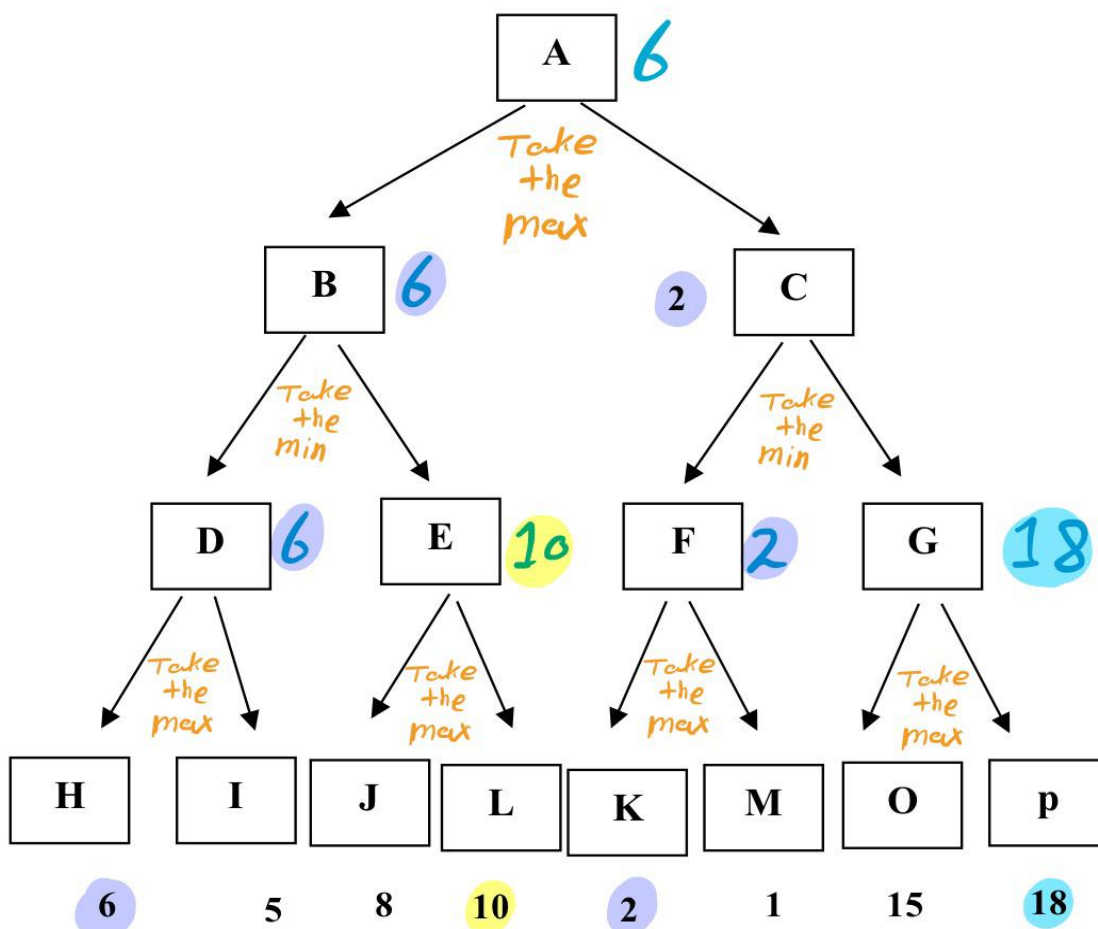 A 6
Take
the
max
B 6
2 C
Take
the
min
Take
the
min
D 6
E 10
F 2
G 18
Take
the
max
Take
the
max
Take
the
max
Take
the
max
H I J L K M O p
6 5 8 10 2 1 15 18